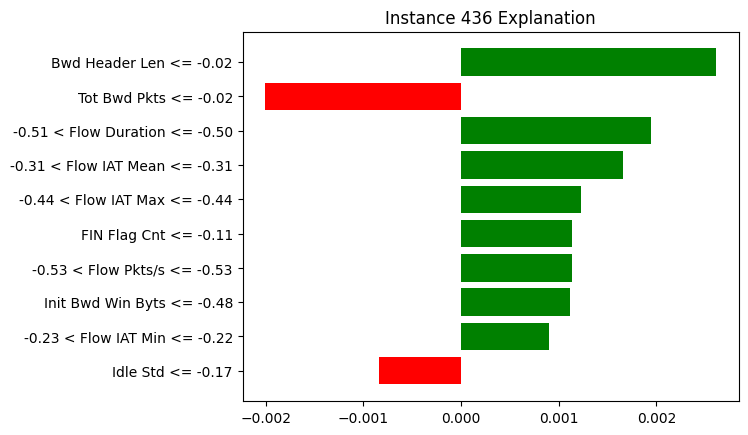 Instance 436 Explanation
Bwd Header Len <= -0.02
Tot Bwd Pkts <= -0.02
-0.51 < Flow Duration <= -0.50
-0.31 < Flow IAT Mean <= -0.31
-0.44 < Flow IAT Max <= -0.44
FIN Flag Cnt <= -0.11
-0.53 < Flow Pkts/s <= -0.53
Init Bwd Win Byts <= -0.48
-0.23 < Flow IAT Min <= -0.22
Idle Std <= -0.17
−0.002 −0.001 0.000 0.001 0.002